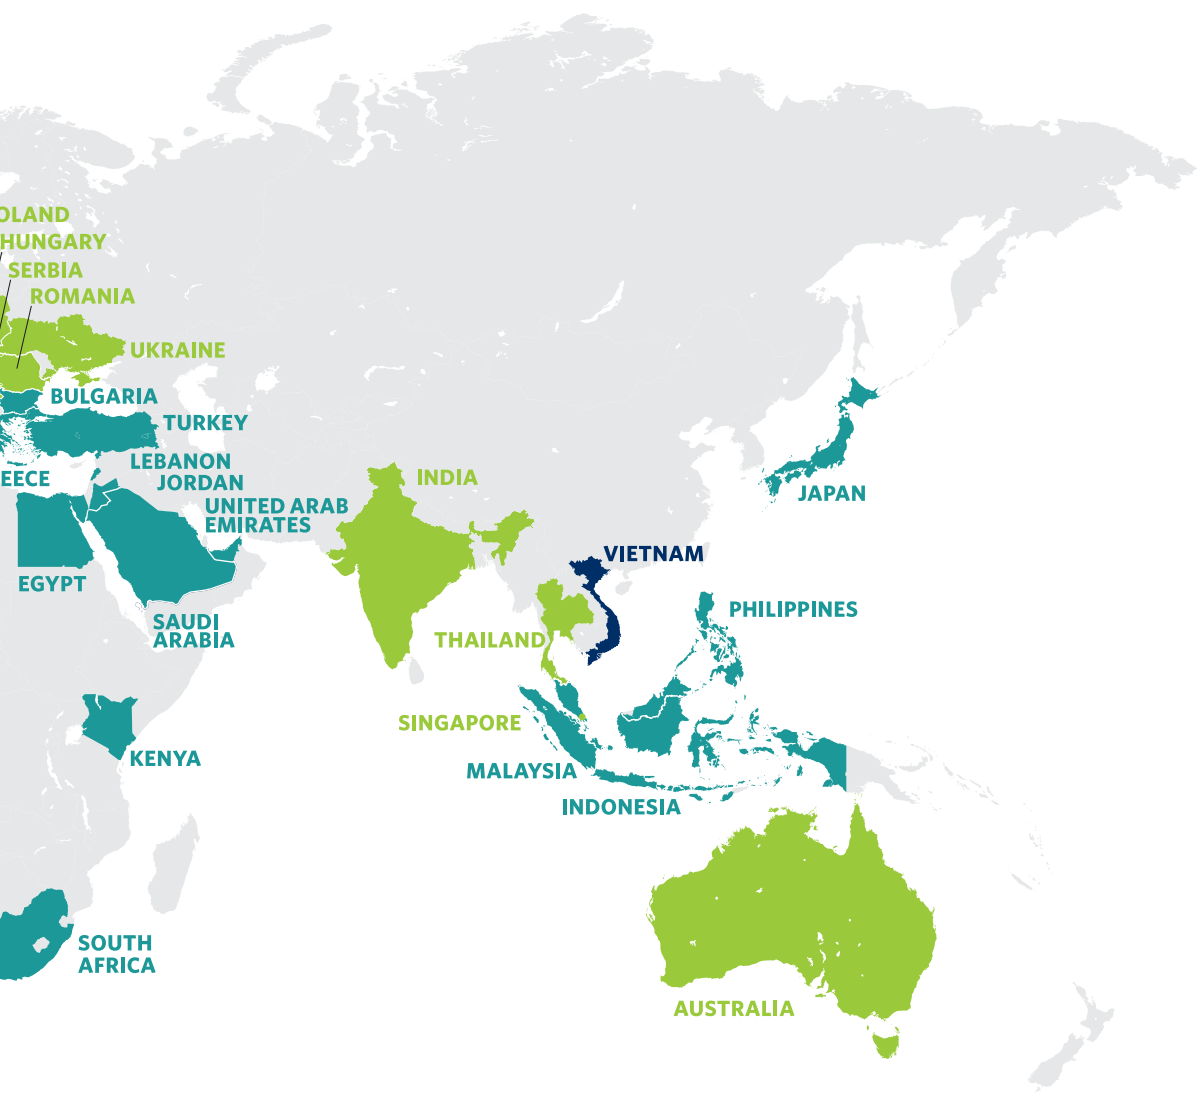 OLAND
HUNGARY
SERBIA
ROMANIA
UKRAINE
BULGARIA
TURKEY
LEBANON
JORDAN
EECE
INDIA
UNITED ARAB
EMIRATES
JAPAN
VIETNAM
EGYPT
PHILIPPINES
SAUDI
ARABIA
THAILAND
SINGAPORE
KENYA
MALAYSIA
INDONESIA
SOUTH
AFRICA
AUSTRALIA